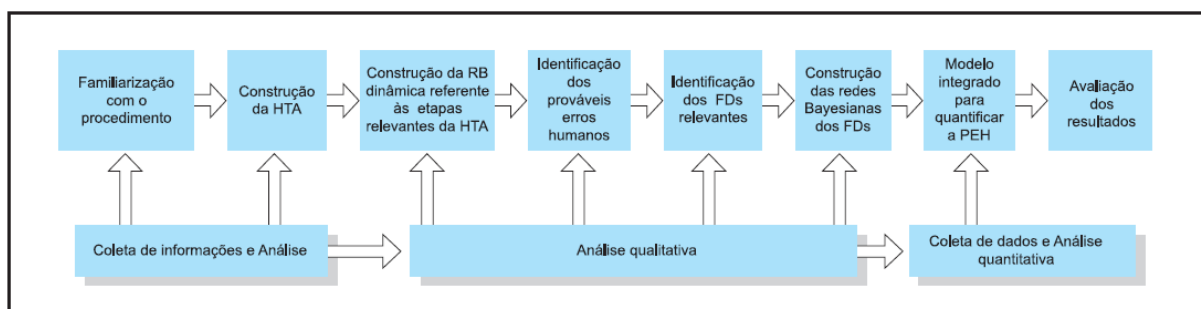 Familiarização
com o
procedimento
Construção
da HTA
Construção da RB
dinâmica referente
às etapas
relevantes da HTA
Identificação
dos
prováveis
erros
humanos
Identificação
dos FDs
relevantes
Construção
das redes
Bayesianas
dos FDs
Modelo
integrado
para
quantificar
a PEH
Avaliação
dos
resultados
Coleta de informações e Análise
Análise qualitativa
Coleta de dados e Análise
quantitativa